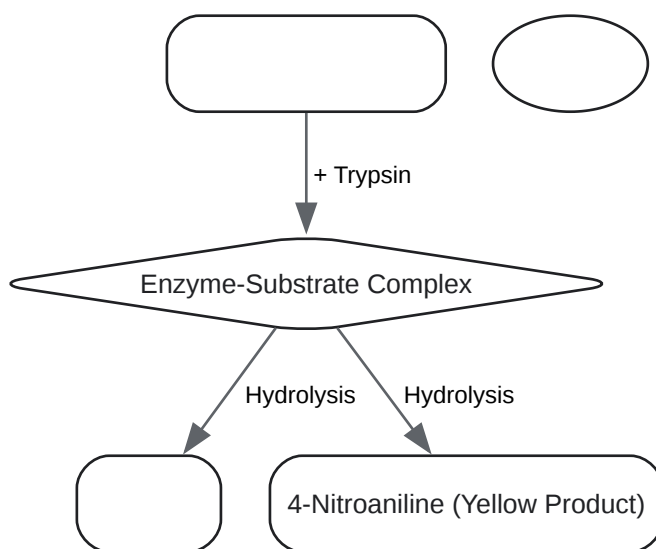 + Trypsin
Enzyme-Substrate Complex
Hydrolysis
Hydrolysis
4-Nitroaniline (Yellow Product)